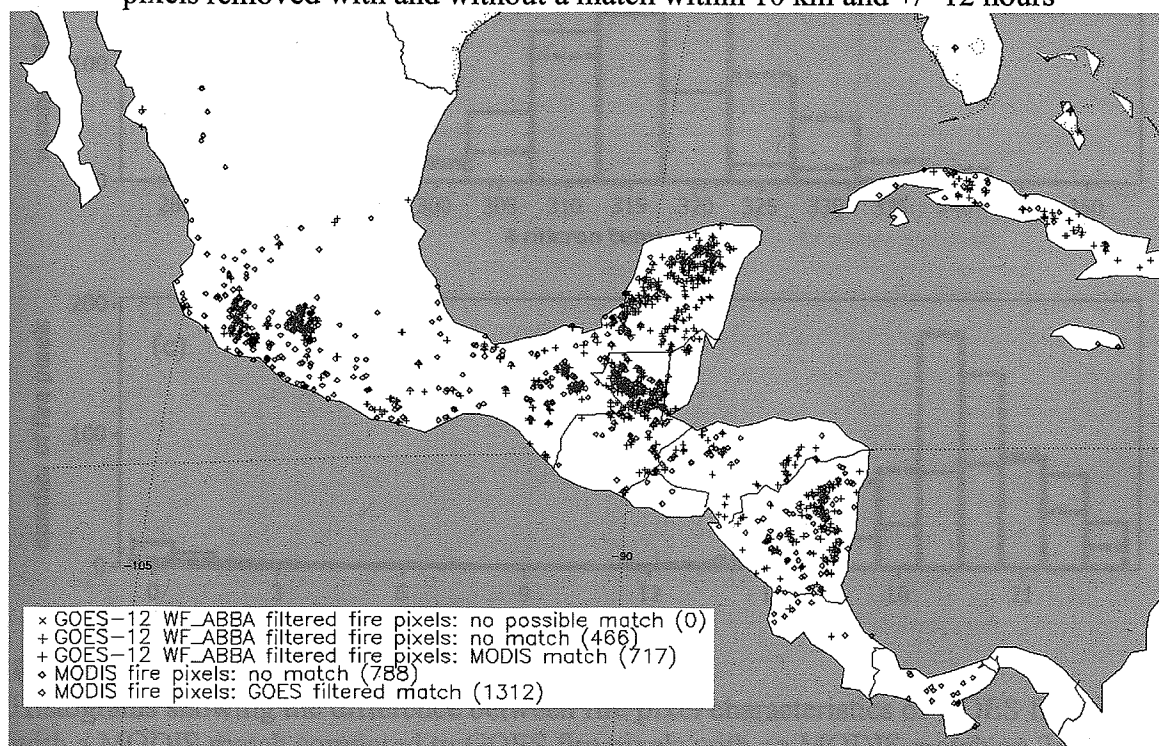 pixels removed with and without a match within 10 km and +/- 12 hours
-105
-90
× GOES-12 WF_ABBA filtered fire pixels: no possible match (0)
+ GOES-12 WF_ABBA filtered fire pixels: no match (466)
+ GOES-12 WF_ABBA filtered fire pixels: MODIS match (717)
⋄ MODIS fire pixels: no match (788)
⋄ MODIS fire pixels: GOES filtered match (1312)